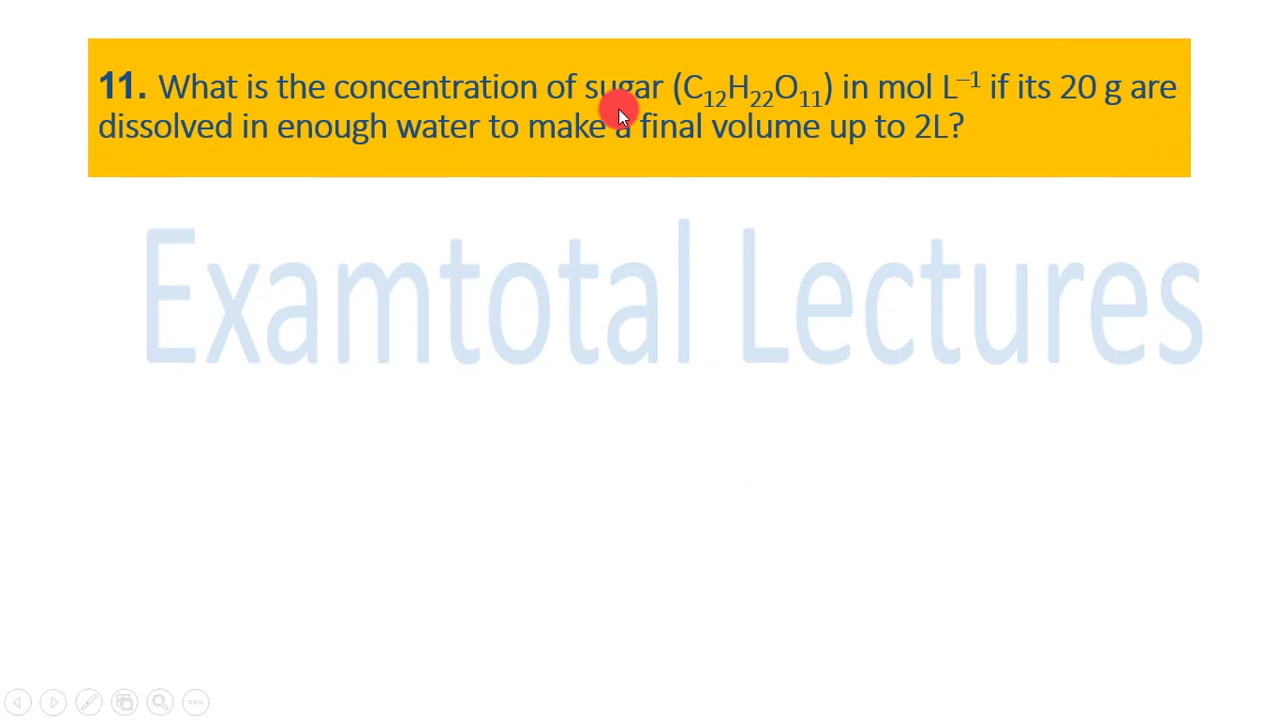 11. What is the concentration of sugar (C₁₂H₂₂O₁₁) in mol L⁻¹ if its 20 g are
dissolved in enough water to make a final volume up to 2L?
Examtotal Lectures